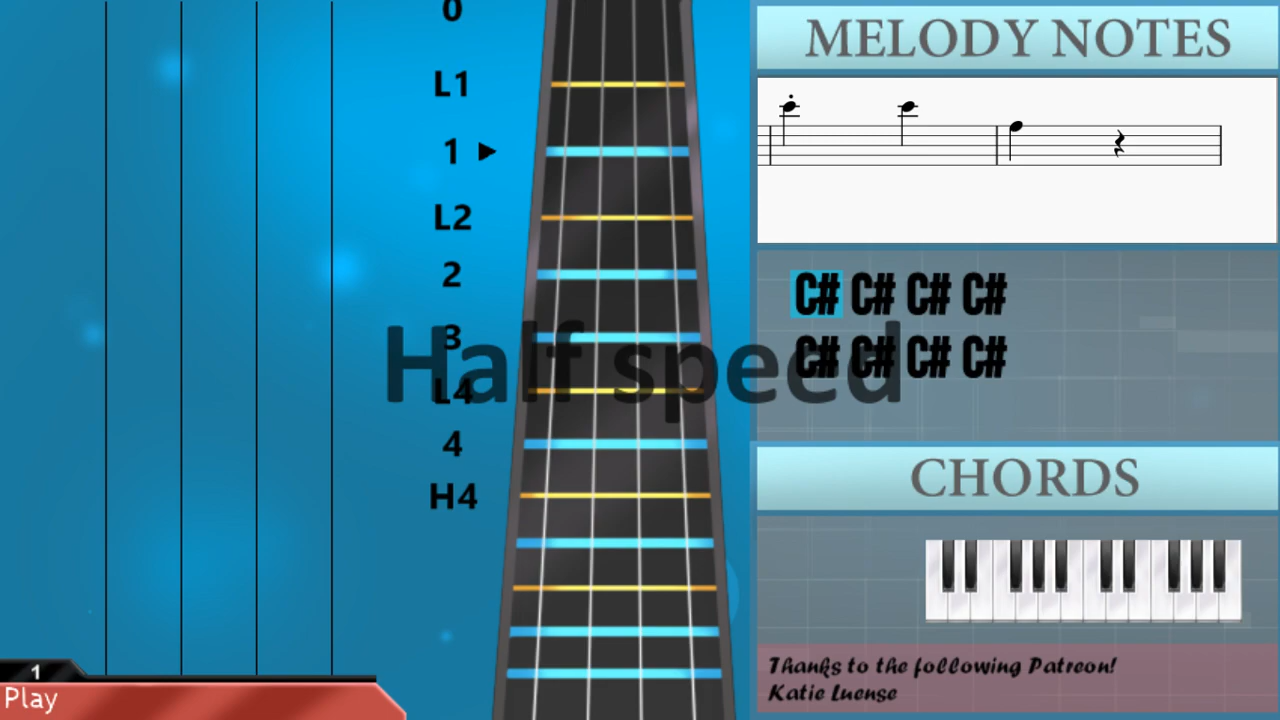 0
L1
1
L2
2
3
L4
4
H4
Half speed
1
Play
MELODY NOTES
C# C# C# C#
C# C# C# C#
CHORDS
Thanks to the following Patreon!
Katie Luense